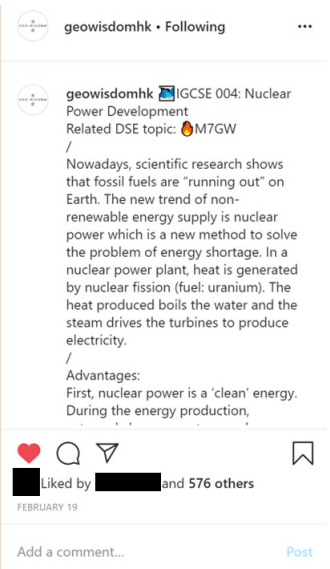 geowisdomhk • Following
geowisdomhk IGCSE 004: Nuclear
Power Development
Related DSE topic: 🔥M7GW
/
Nowadays, scientific research shows
that fossil fuels are “running out” on
Earth. The new trend of non-
renewable energy supply is nuclear
power which is a new method to solve
the problem of energy shortage. In a
nuclear power plant, heat is generated
by nuclear fission (fuel: uranium). The
heat produced boils the water and the
steam drives the turbines to produce
electricity.
/
Advantages:
First, nuclear power is a ‘clean’ energy.
During the energy production,
Liked by and 576 others
FEBRUARY 19
Add a comment...
Post